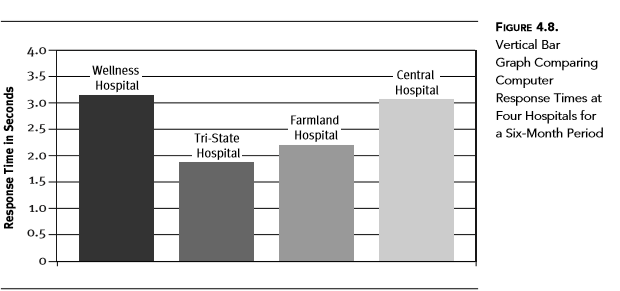 FIGURE 4.8.
Vertical Bar
Graph Comparing
Computer
Response Times at
Four Hospitals for
a Six-Month Period
Response Time in Seconds
4.0
3.5
3.0
2.5
2.0
1.5
1.0
0.5
0
Wellness
Hospital
Tri-State
Hospital
Farmland
Hospital
Central
Hospital